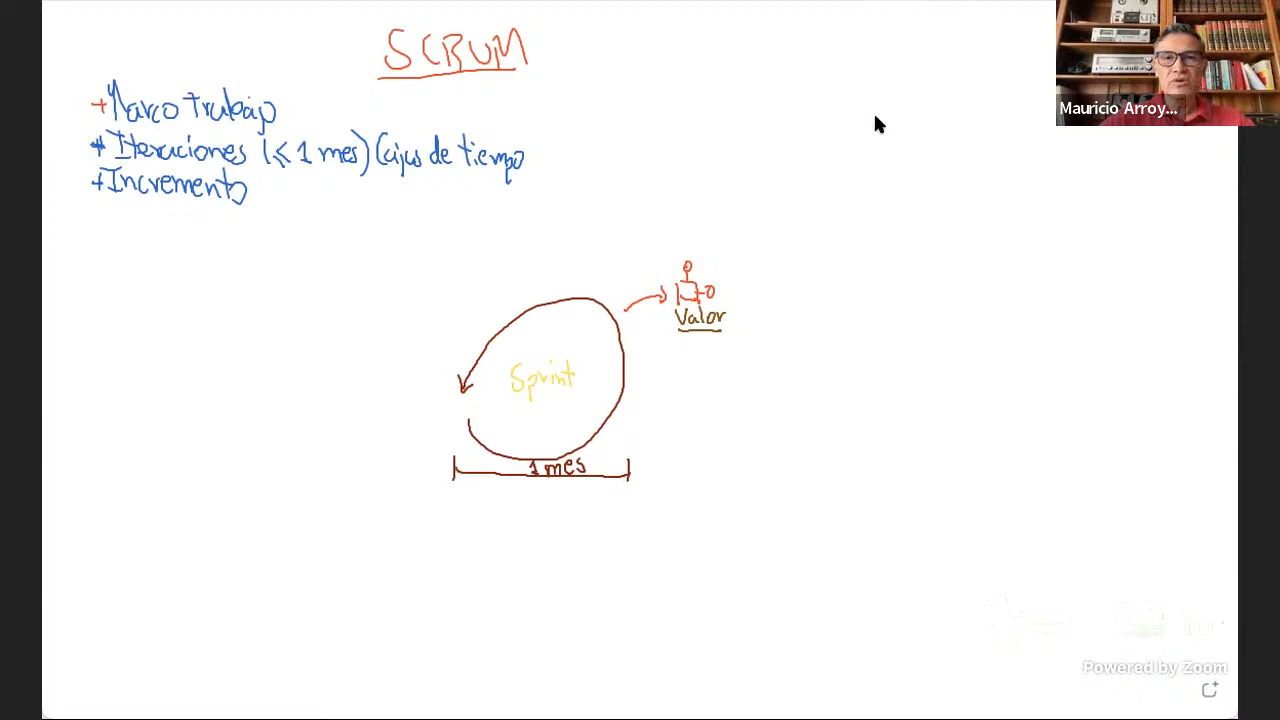 SCRUM
Mauricio Arroy...
+ Marco trabajo
* Iteraciones (≤ 1 mes) Cajas de tiempo
+ Incremento
Valor
Sprint
1 mes
Powered by Zoom